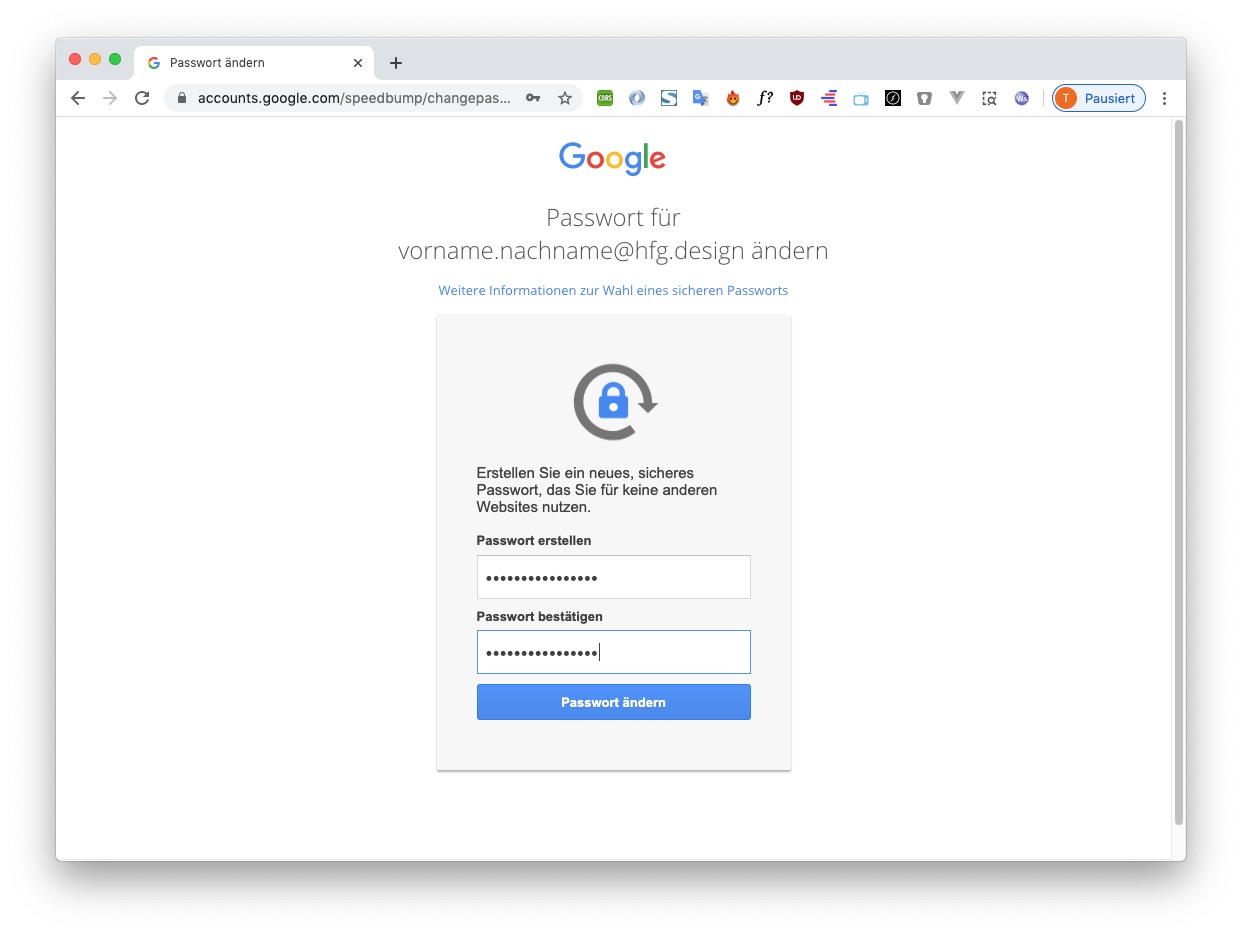 Passwort ändern
accounts.google.com/speedbump/changepas...
CORS
S
f?
UD
Ws
T Pausiert
Google
Passwort für
vorname.nachname@hfg.design ändern
Weitere Informationen zur Wahl eines sicheren Passworts
Erstellen Sie ein neues, sicheres
Passwort, das Sie für keine anderen
Websites nutzen.
Passwort erstellen
••••••••••••••••
Passwort bestätigen
••••••••••••••••
Passwort ändern